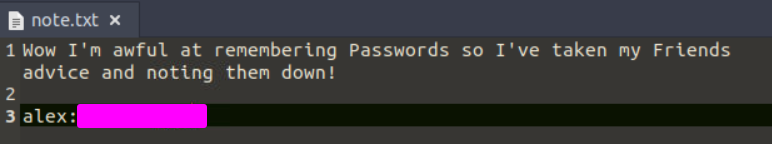 note.txt ×
1 Wow I'm awful at remembering Passwords so I've taken my Friends
advice and noting them down!
2
3 alex: